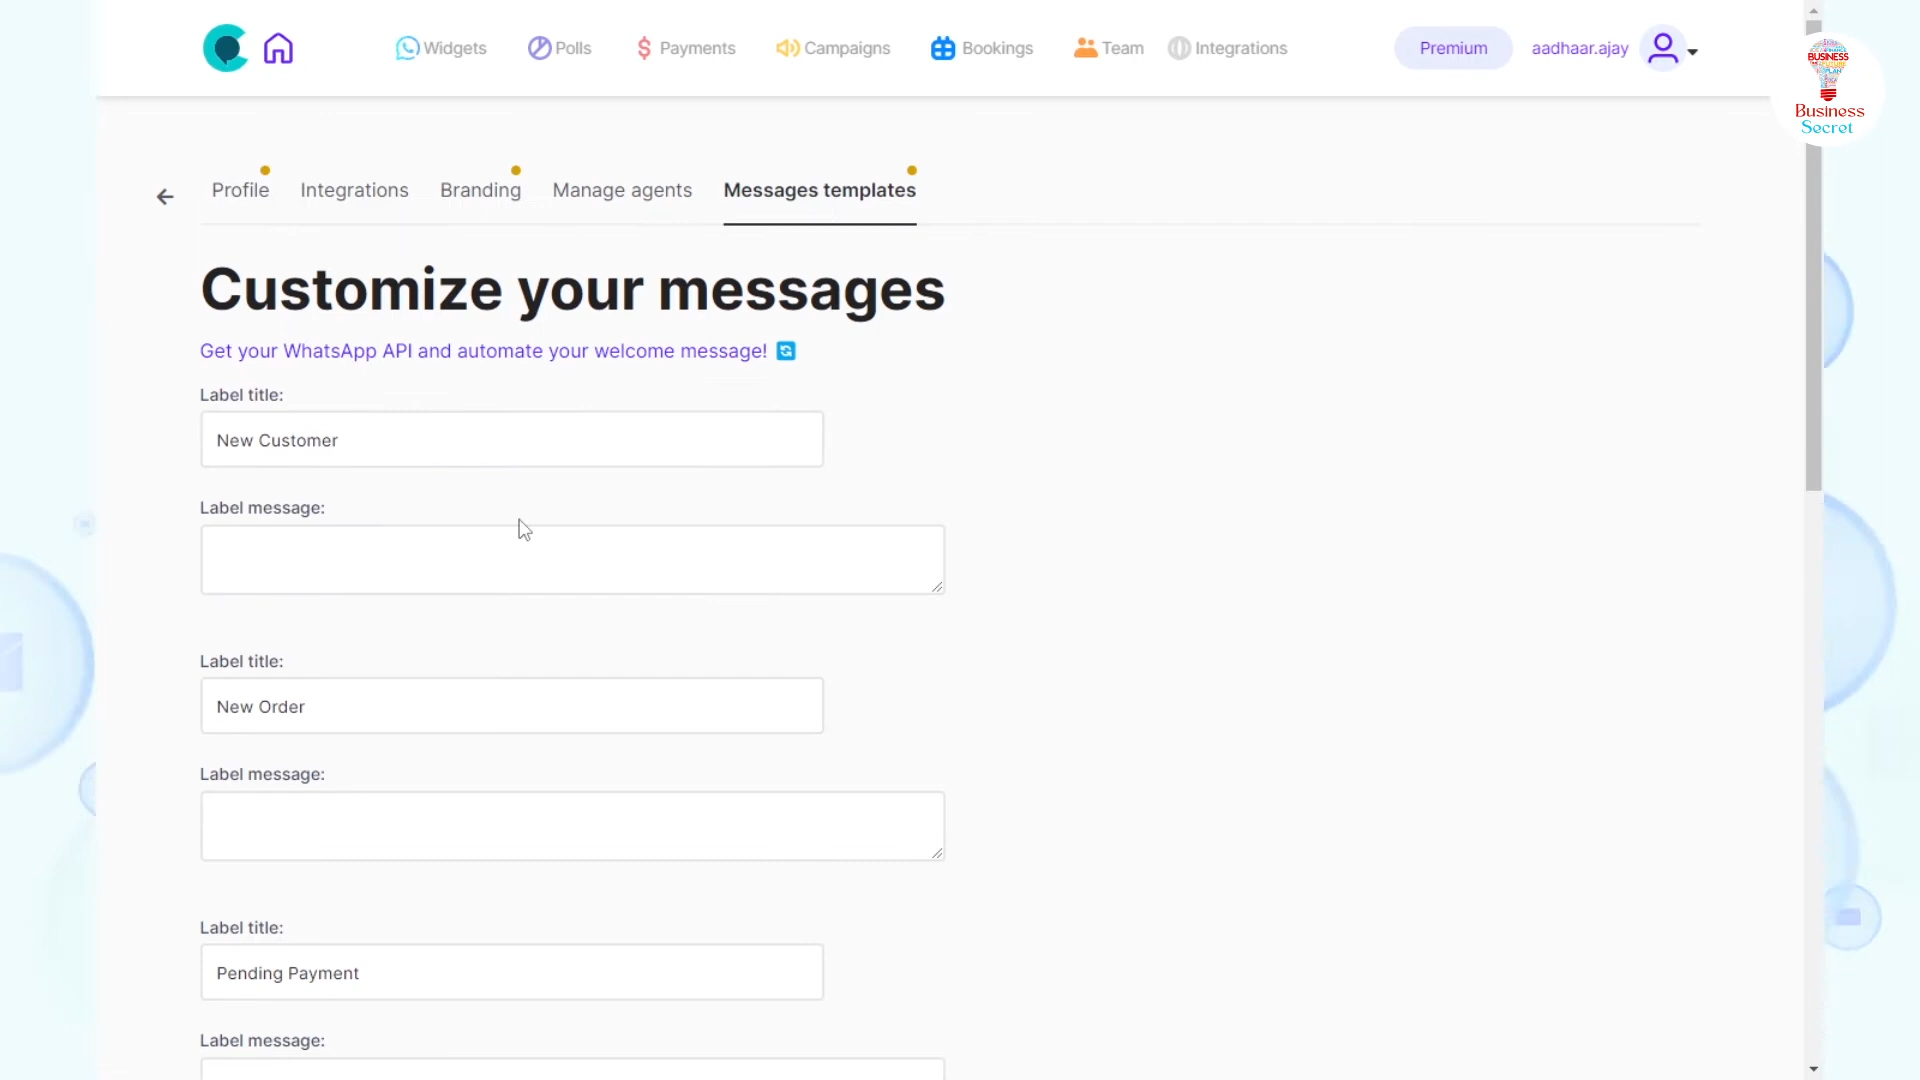 Widgets Polls Payments Campaigns Bookings Team Integrations Premium aadhaar.ajay
BUSINESS
PLAN
Business
Secret
Profile Integrations Branding Manage agents Messages templates
Customize your messages
Get your WhatsApp API and automate your welcome message!
Label title:
New Customer
Label message:
Label title:
New Order
Label message:
Label title:
Pending Payment
Label message: